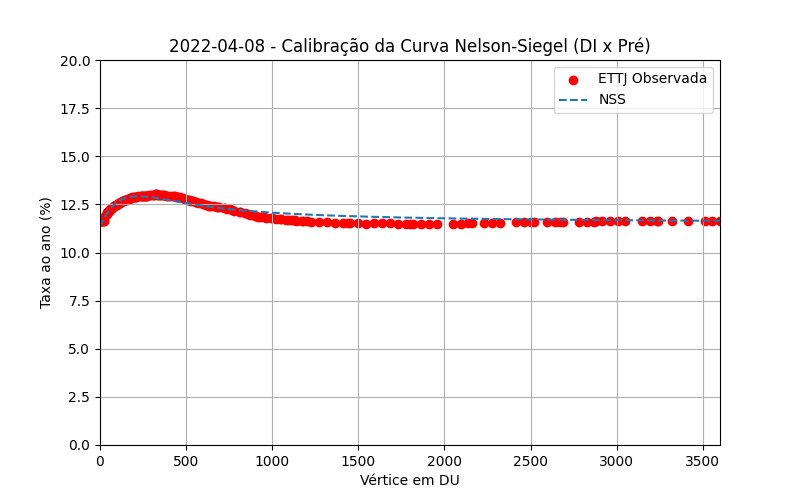 2022-04-08 - Calibração da Curva Nelson-Siegel (DI x Pré)
ETTJ Observada
NSS
Taxa ao ano (%)
20.0
17.5
15.0
12.5
10.0
7.5
5.0
2.5
0.0
0 500 1000 1500 2000 2500 3000 3500
Vértice em DU